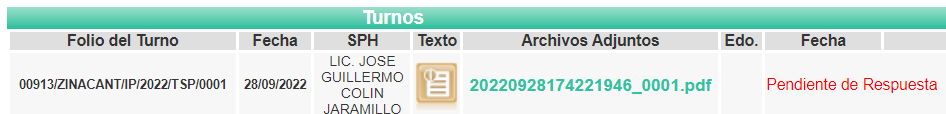 Turnos
Folio del Turno Fecha SPH Texto Archivos Adjuntos Edo. Fecha
00913/ZINACANT/IP/2022/TSP/0001 28/09/2022 LIC. JOSE GUILLERMO COLIN JARAMILLO 20220928174221946_0001.pdf Pendiente de Respuesta